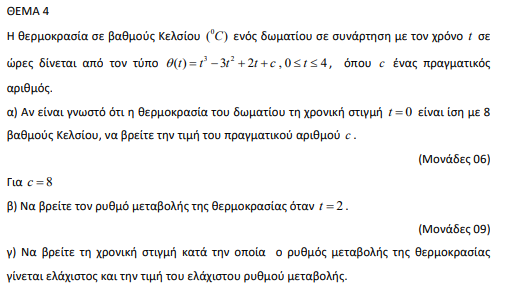 ΘΕΜΑ 4
Η θερμοκρασία σε βαθμούς Κελσίου (⁰C) ενός δωματίου σε συνάρτηση με τον χρόνο t σε
ώρες δίνεται από τον τύπο θ(t) = t³ − 3t² + 2t + c , 0 ≤ t ≤ 4, όπου c ένας πραγματικός
αριθμός.
α) Αν είναι γνωστό ότι η θερμοκρασία του δωματίου τη χρονική στιγμή t = 0 είναι ίση με 8
βαθμούς Κελσίου, να βρείτε την τιμή του πραγματικού αριθμού c .
(Μονάδες 06)
Για c = 8
β) Να βρείτε τον ρυθμό μεταβολής της θερμοκρασίας όταν t = 2 .
(Μονάδες 09)
γ) Να βρείτε τη χρονική στιγμή κατά την οποία ο ρυθμός μεταβολής της θερμοκρασίας
γίνεται ελάχιστος και την τιμή του ελάχιστου ρυθμού μεταβολής.